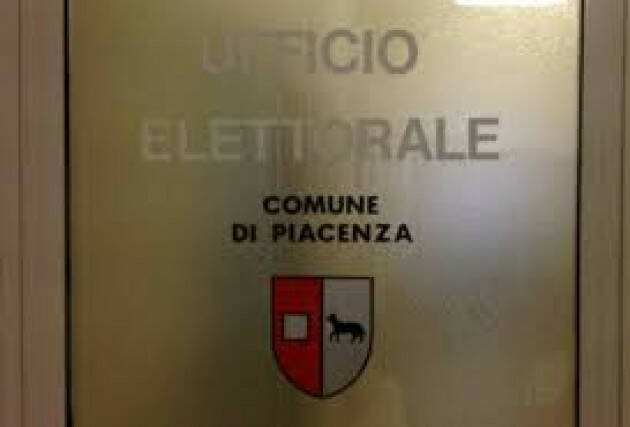 UFFICIO
ELETTORALE
COMUNE
DI PIACENZA